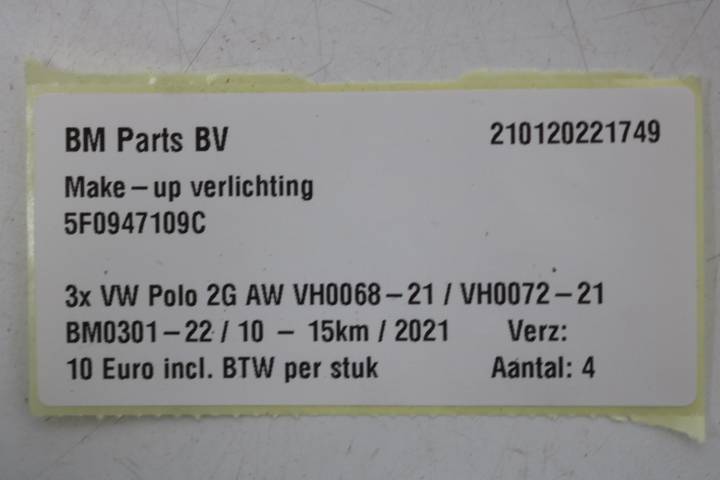 BM Parts BV 210120221749
Make-up verlichting
5F0947109C
3x VW Polo 2G AW VH0068-21 / VH0072-21
BM0301-22 / 10 - 15km / 2021 Verz:
10 Euro incl. BTW per stuk Aantal: 4